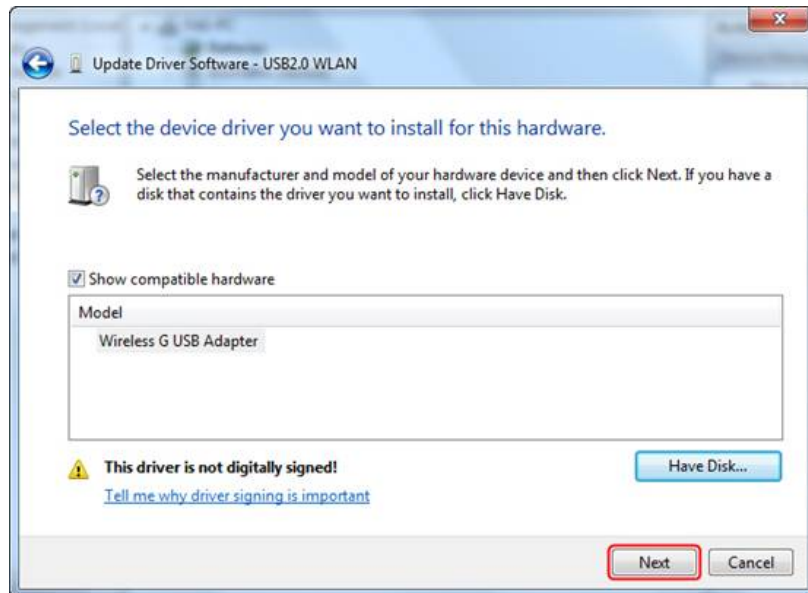 Update Driver Software - USB2.0 WLAN
Select the device driver you want to install for this hardware.
Select the manufacturer and model of your hardware device and then click Next. If you have a
disk that contains the driver you want to install, click Have Disk.
Show compatible hardware
Model
Wireless G USB Adapter
This driver is not digitally signed!
Have Disk...
Tell me why driver signing is important
Next
Cancel